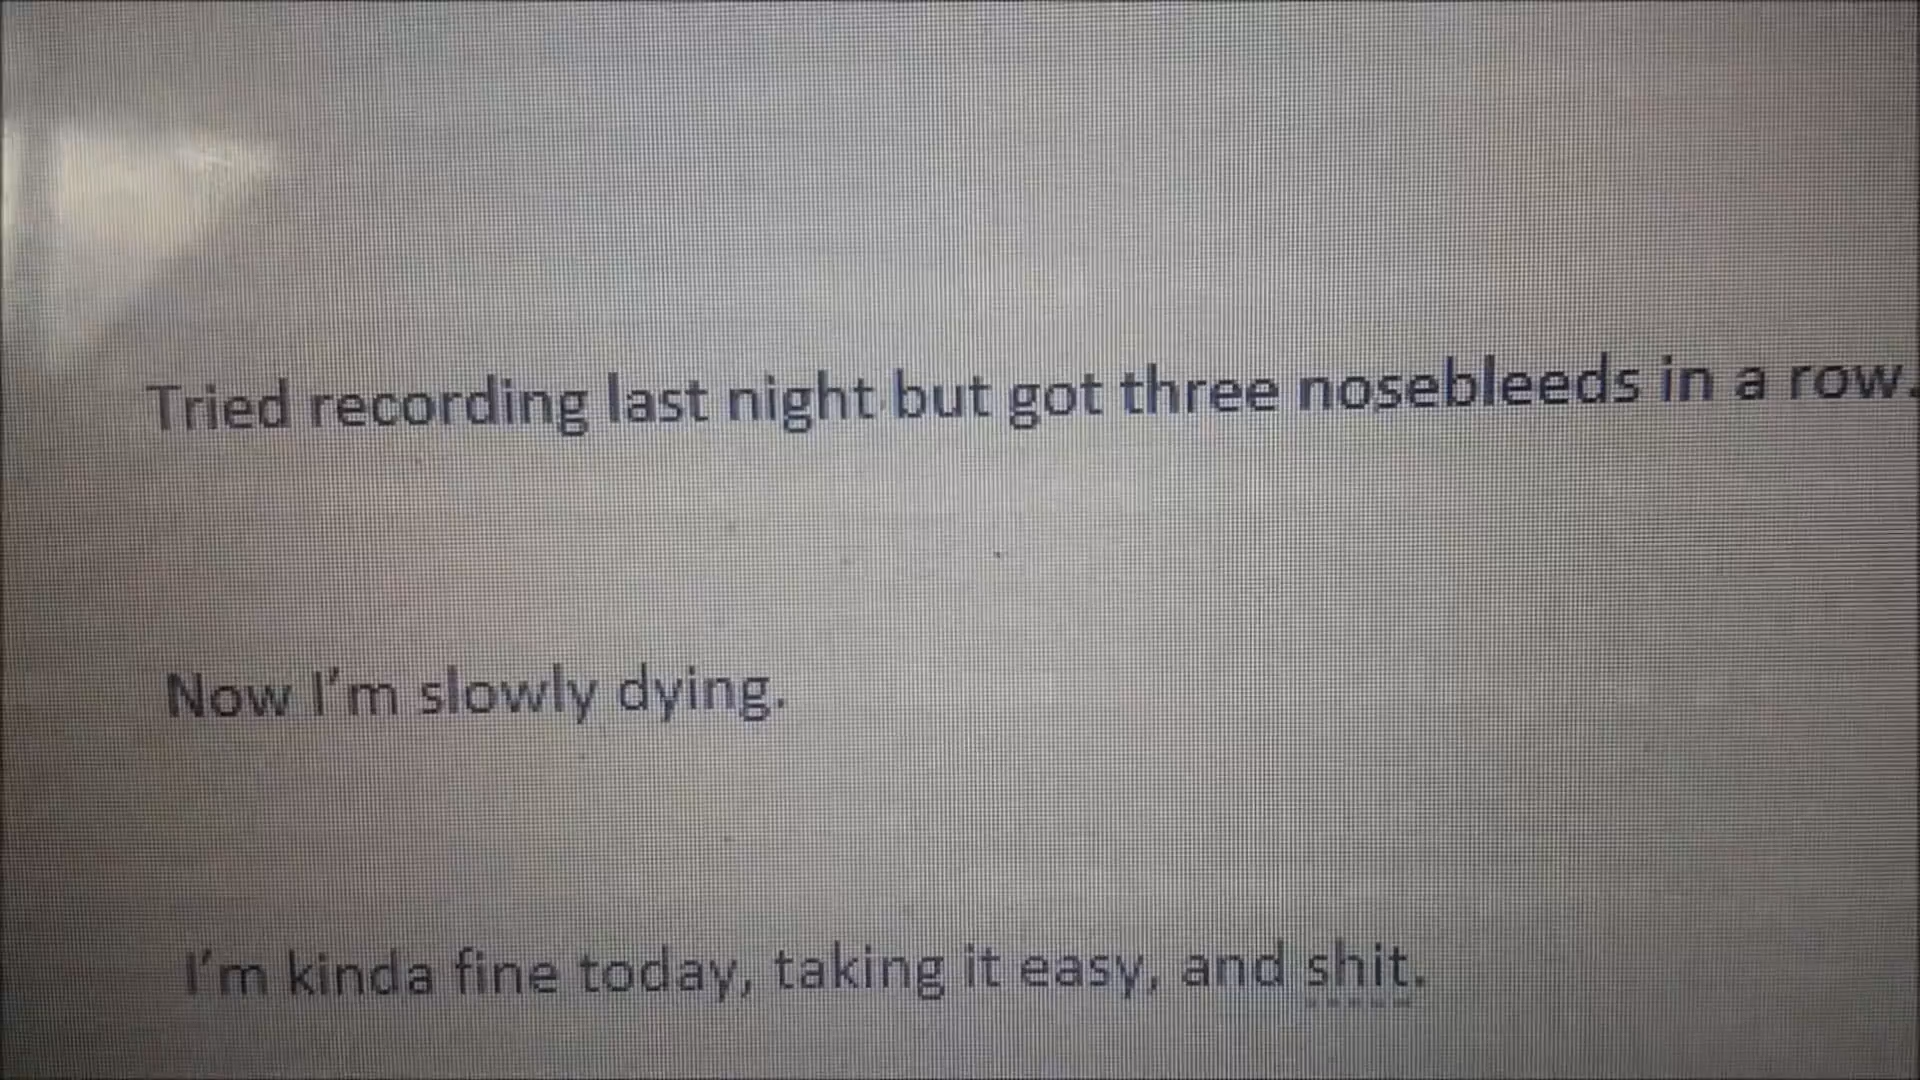 Tried recording last night but got three nosebleeds in a row.
Now I'm slowly dying.
I'm kinda fine today, taking it easy, and shit.